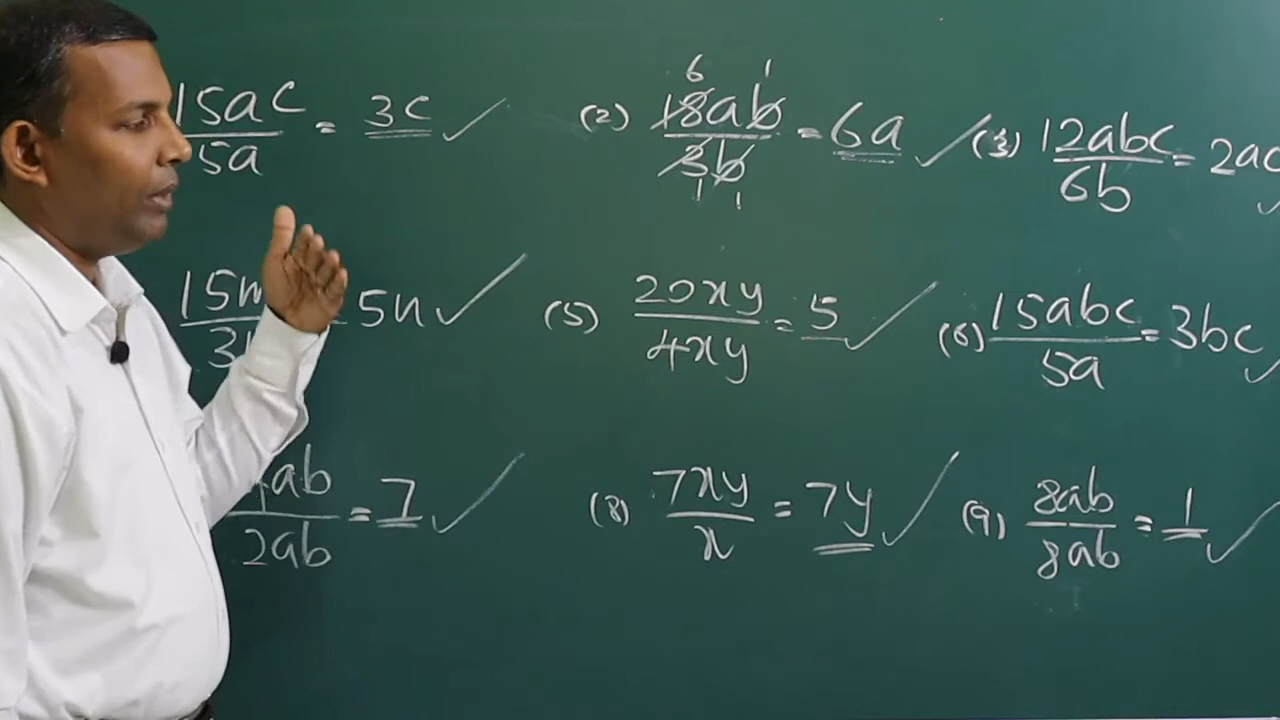 15ac/5a = 3c ✓ (2) 18ab/3b = 6a ✓ (3) 12abc/6b = 2ac ✓
6 1
1 1
= 5n ✓ (5) 20xy/4xy = 5 ✓ (6) 15abc/5a = 3bc ✓
ab/2ab = 7 ✓ (8) 7xy/x = 7y ✓ (9) 8ab/8ab = 1 ✓